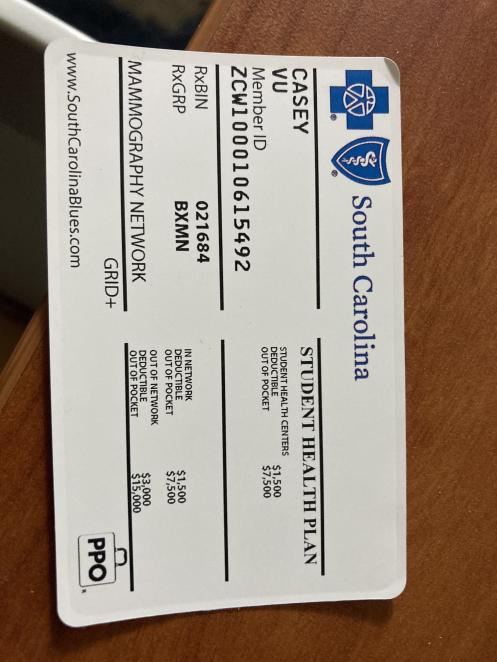 South Carolina
CASEY
VU
Member ID
ZCW100010615492
RxBIN 021684
RxGRP BXMN
MAMMOGRAPHY NETWORK
GRID+
www.SouthCarolinaBlues.com
STUDENT HEALTH PLAN
STUDENT HEALTH CENTERS
DEDUCTIBLE $1,500
OUT OF POCKET $7,500
IN NETWORK
DEDUCTIBLE $1,500
OUT OF POCKET $7,500
OUT OF NETWORK
DEDUCTIBLE $3,000
OUT OF POCKET $15,000
PPO